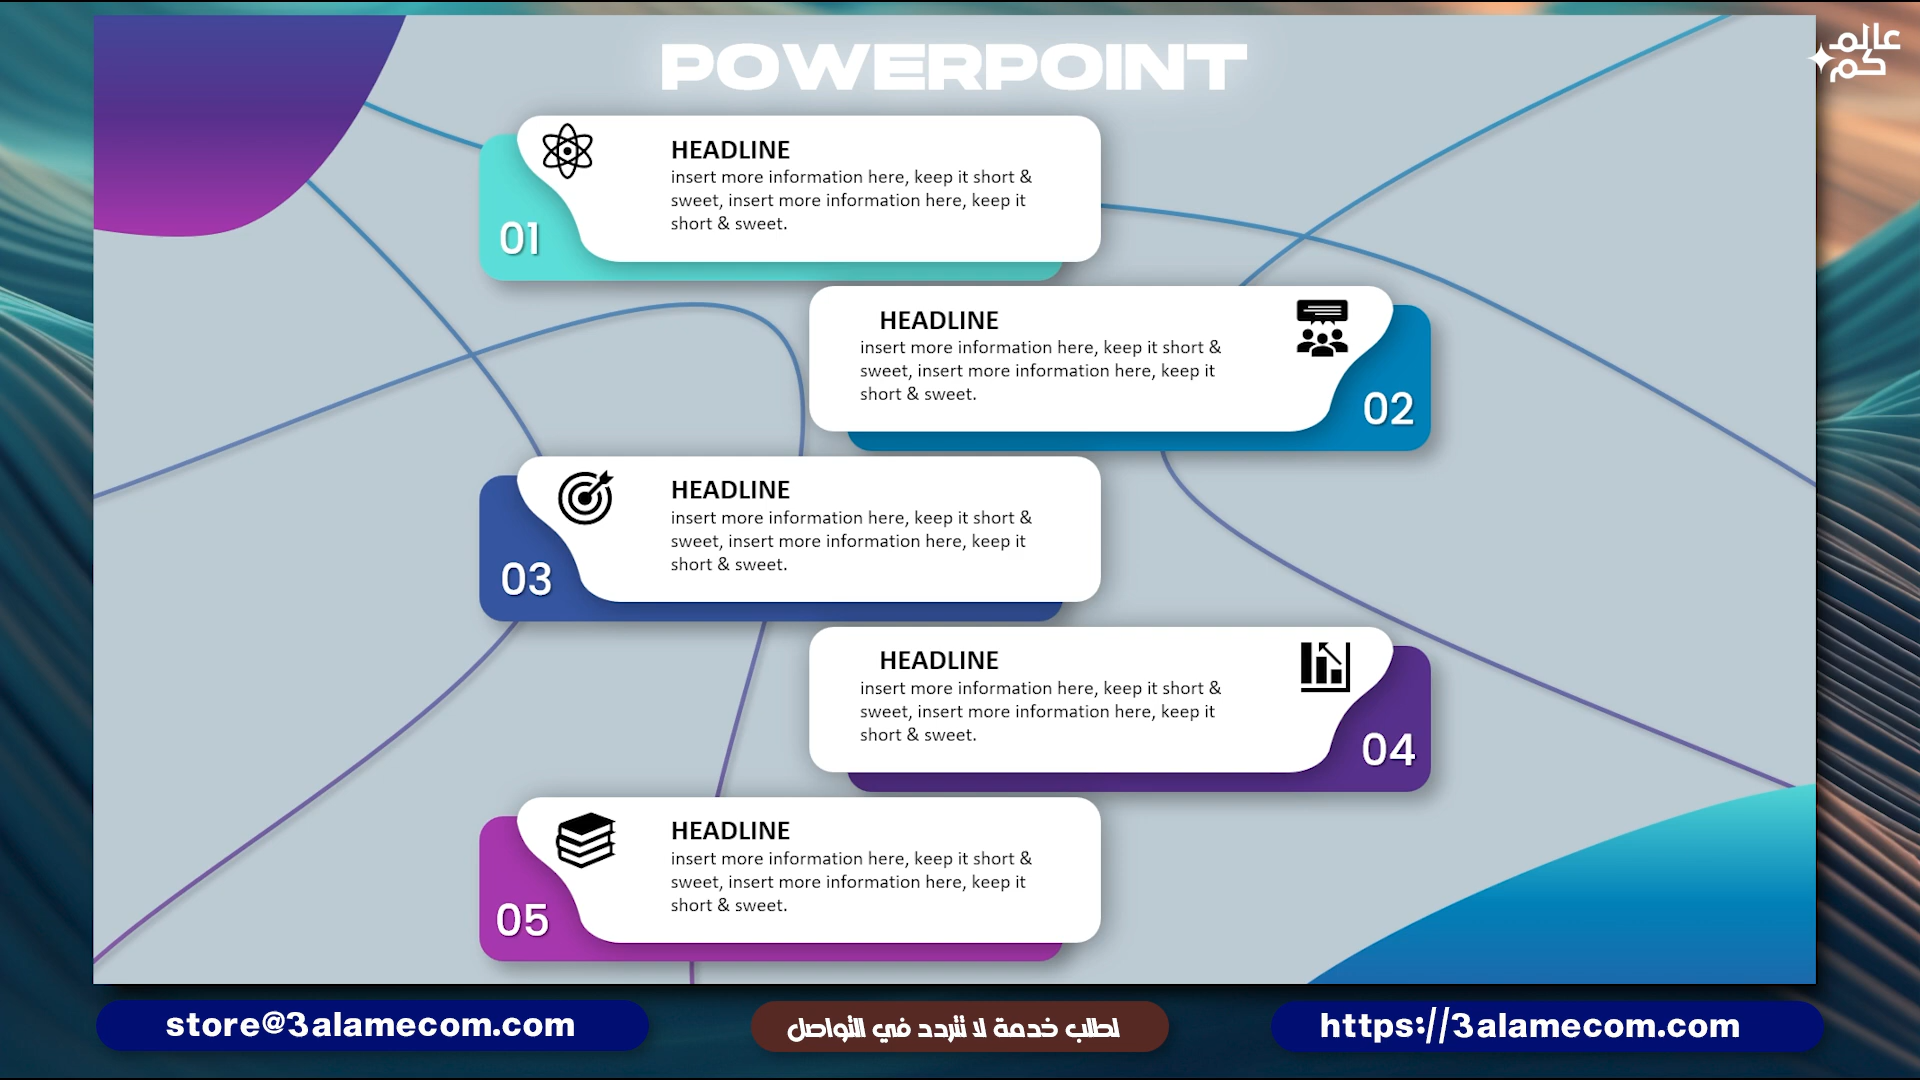 POWERPOINT
عالم
كم
HEADLINE
insert more information here, keep it short &
sweet, insert more information here, keep it
short & sweet.
01
HEADLINE
insert more information here, keep it short &
sweet, insert more information here, keep it
short & sweet.
02
HEADLINE
insert more information here, keep it short &
sweet, insert more information here, keep it
short & sweet.
03
HEADLINE
insert more information here, keep it short &
sweet, insert more information here, keep it
short & sweet.
04
HEADLINE
insert more information here, keep it short &
sweet, insert more information here, keep it
short & sweet.
05
store@3alamecom.com
لطلب خدمة لا تتردد في التواصل
https://3alamecom.com